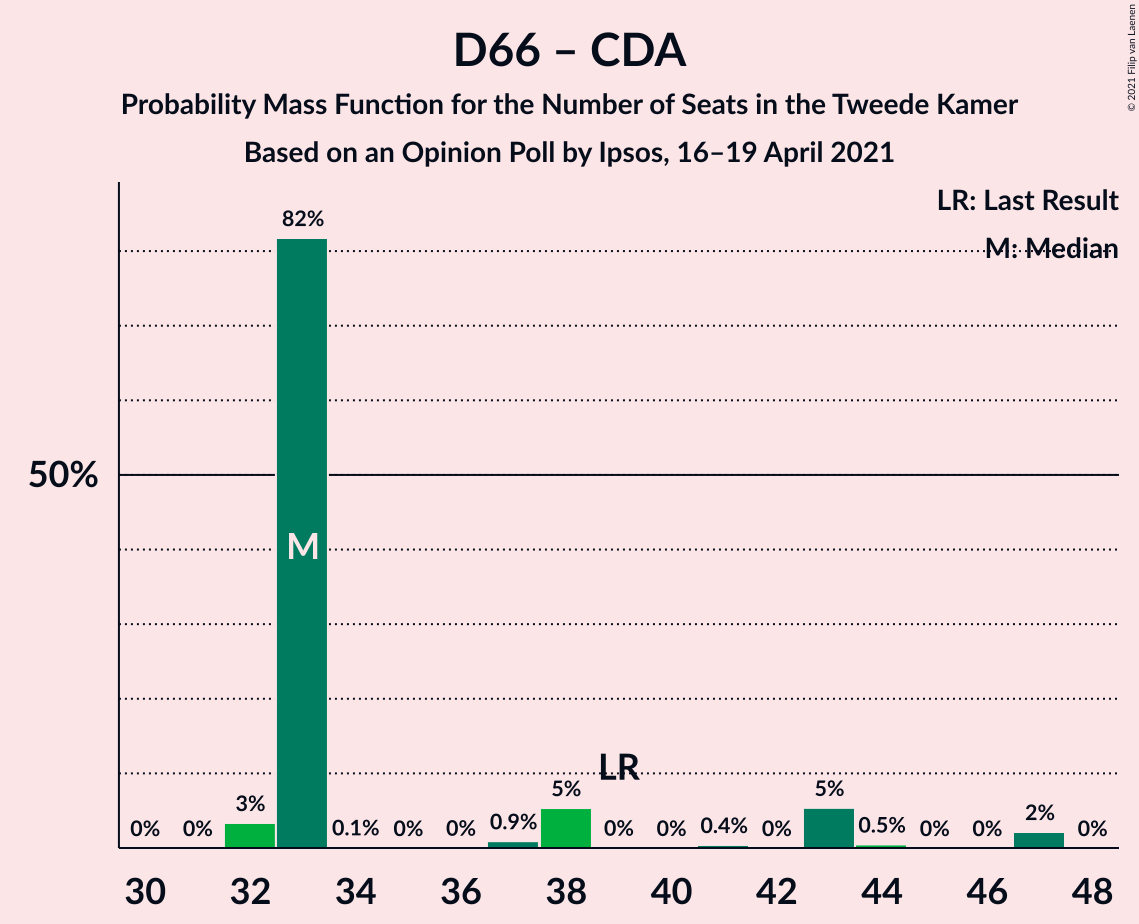 D66 – CDA
Probability Mass Function for the Number of Seats in the Tweede Kamer
Based on an Opinion Poll by Ipsos, 16–19 April 2021
© 2021 Filip van Laenen
LR: Last Result
M: Median
82%
50%
M
LR
0% 0% 3% 0.1% 0% 0% 0.9% 5% 0% 0% 0.4% 0% 5% 0.5% 0% 0% 2% 0%
30 32 34 36 38 40 42 44 46 48